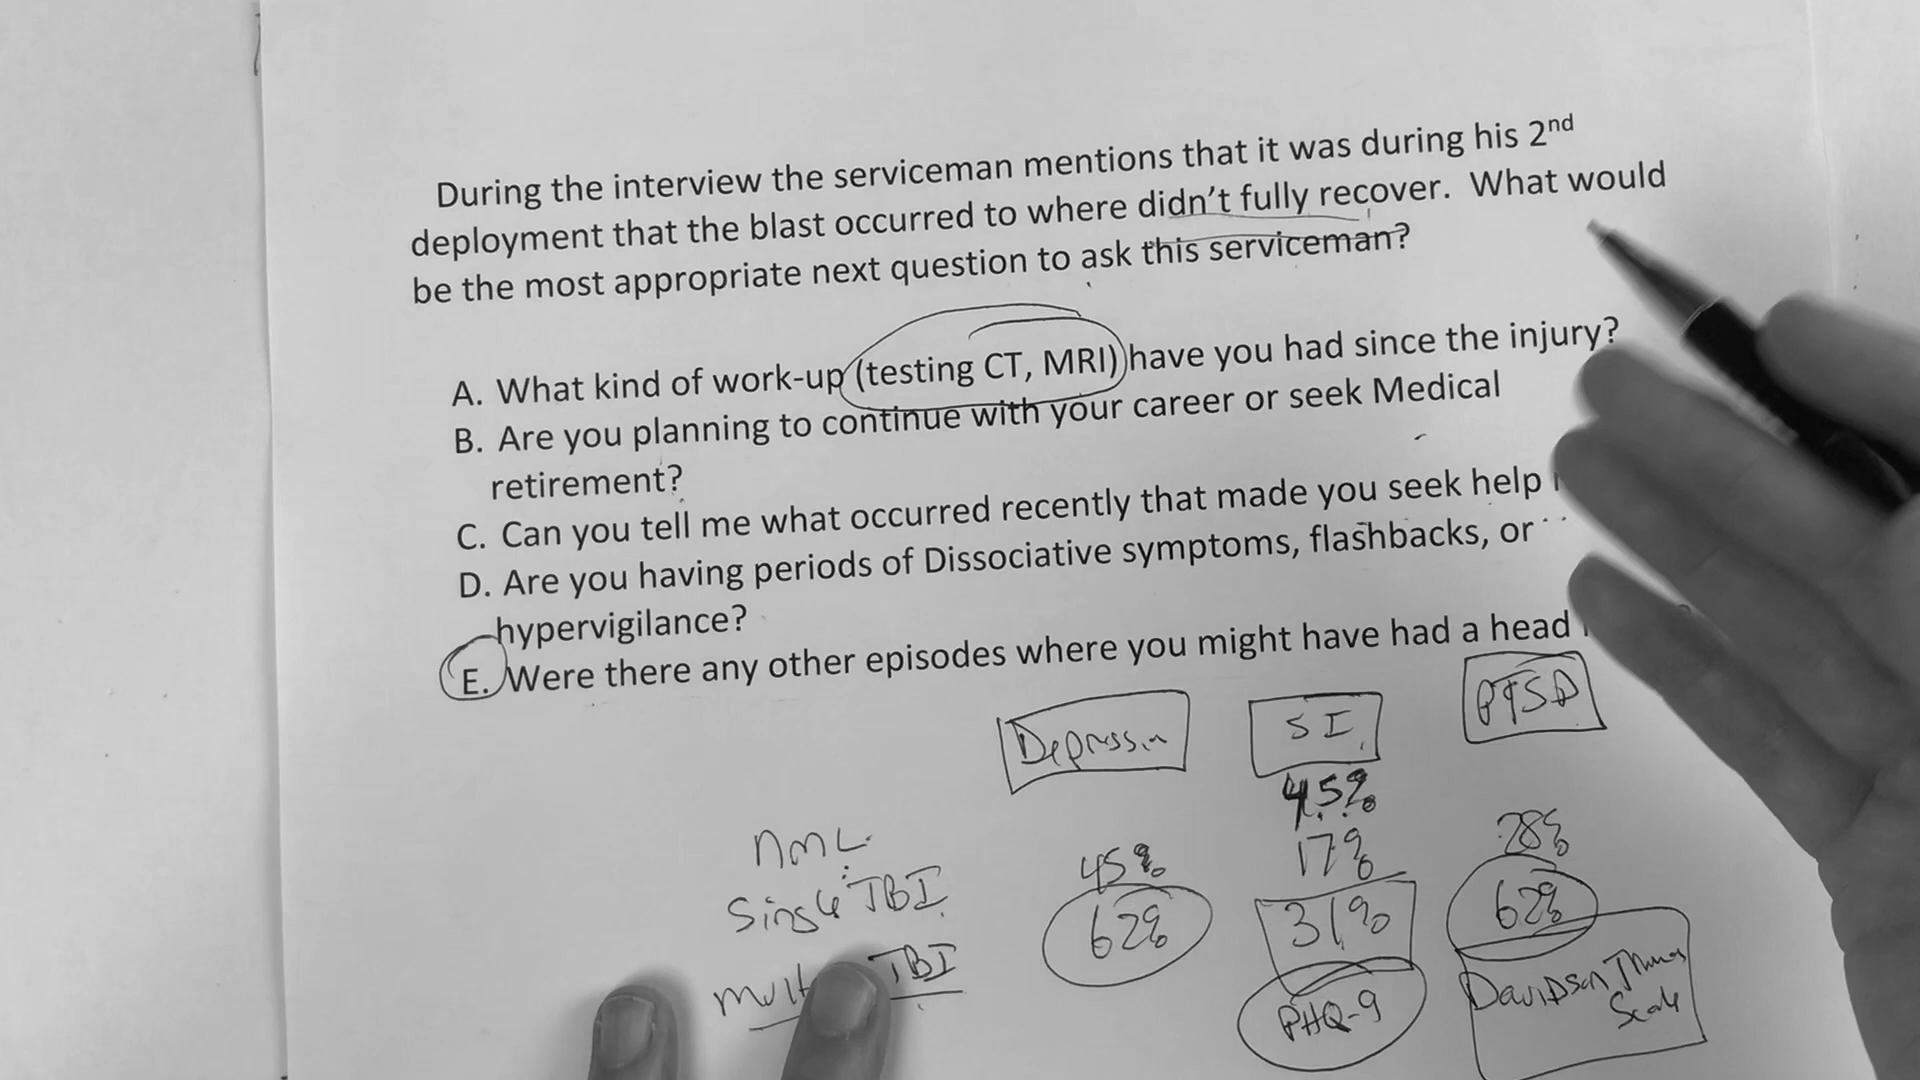 During the interview the serviceman mentions that it was during his 2nd
deployment that the blast occurred to where didn't fully recover. What would
be the most appropriate next question to ask this serviceman?
A. What kind of work-up (testing CT, MRI) have you had since the injury?
B. Are you planning to continue with your career or seek Medical
retirement?
C. Can you tell me what occurred recently that made you seek help
D. Are you having periods of Dissociative symptoms, flashbacks, or
hypervigilance?
E. Were there any other episodes where you might have had a head
Depression SI PTSD
4.5%
NML 17% 28%
Single TBI 45%
62% 31% 62%
TBI
PHQ-9 Davidson
Scale